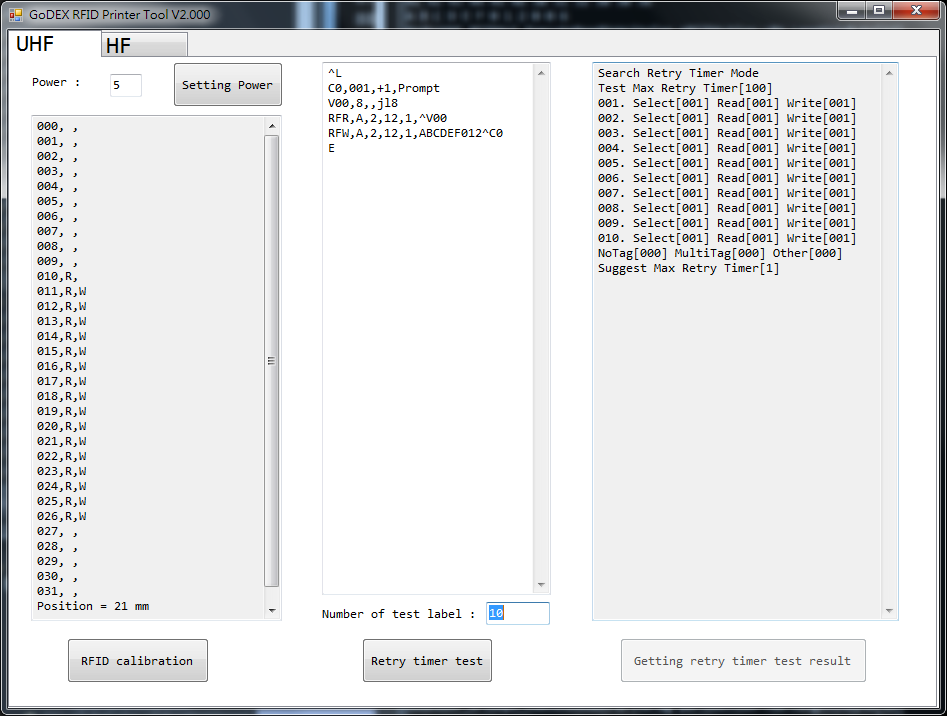 GoDEX RFID Printer Tool V2.000
UHF
HF
Power :
5
Setting Power
000, ,
001, ,
002, ,
003, ,
004, ,
005, ,
006, ,
007, ,
008, ,
009, ,
010,R,
011,R,W
012,R,W
013,R,W
014,R,W
015,R,W
016,R,W
017,R,W
018,R,W
019,R,W
020,R,W
021,R,W
022,R,W
023,R,W
024,R,W
025,R,W
026,R,W
027, ,
028, ,
029, ,
030, ,
031, ,
Position = 21 mm
RFID calibration
^L
C0,001,+1,Prompt
V00,8,,jl8
RFR,A,2,12,1,^V00
RFW,A,2,12,1,ABCDEF012^C0
E
Number of test label :
10
Retry timer test
Search Retry Timer Mode
Test Max Retry Timer[100]
001. Select[001] Read[001] Write[001]
002. Select[001] Read[001] Write[001]
003. Select[001] Read[001] Write[001]
004. Select[001] Read[001] Write[001]
005. Select[001] Read[001] Write[001]
006. Select[001] Read[001] Write[001]
007. Select[001] Read[001] Write[001]
008. Select[001] Read[001] Write[001]
009. Select[001] Read[001] Write[001]
010. Select[001] Read[001] Write[001]
NoTag[000] MultiTag[000] Other[000]
Suggest Max Retry Timer[1]
Getting retry timer test result